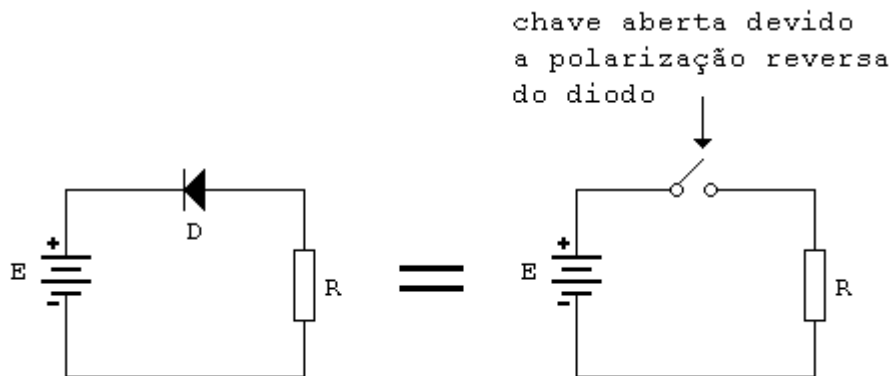 chave aberta devido
a polarização reversa
do diodo
+
E
-
D
R
+
E
-
R